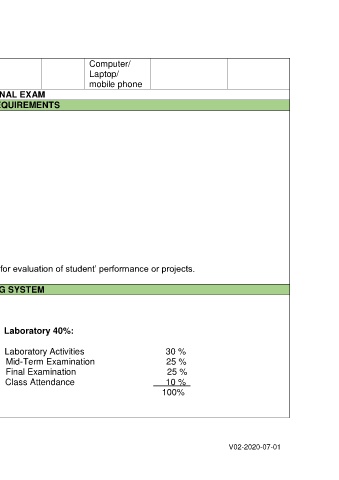 Computer/
Laptop/
mobile phone
NAL EXAM
EQUIREMENTS
for evaluation of student' performance or projects.
G SYSTEM
Laboratory 40%:
Laboratory Activities 30 %
Mid-Term Examination 25 %
Final Examination 25 %
Class Attendance 10 %
100%
V02-2020-07-01